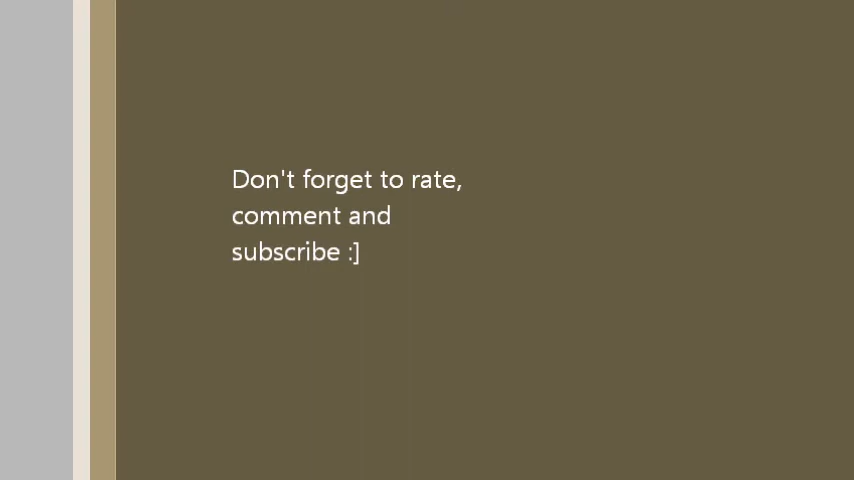 Don't forget to rate,
comment and
subscribe :]